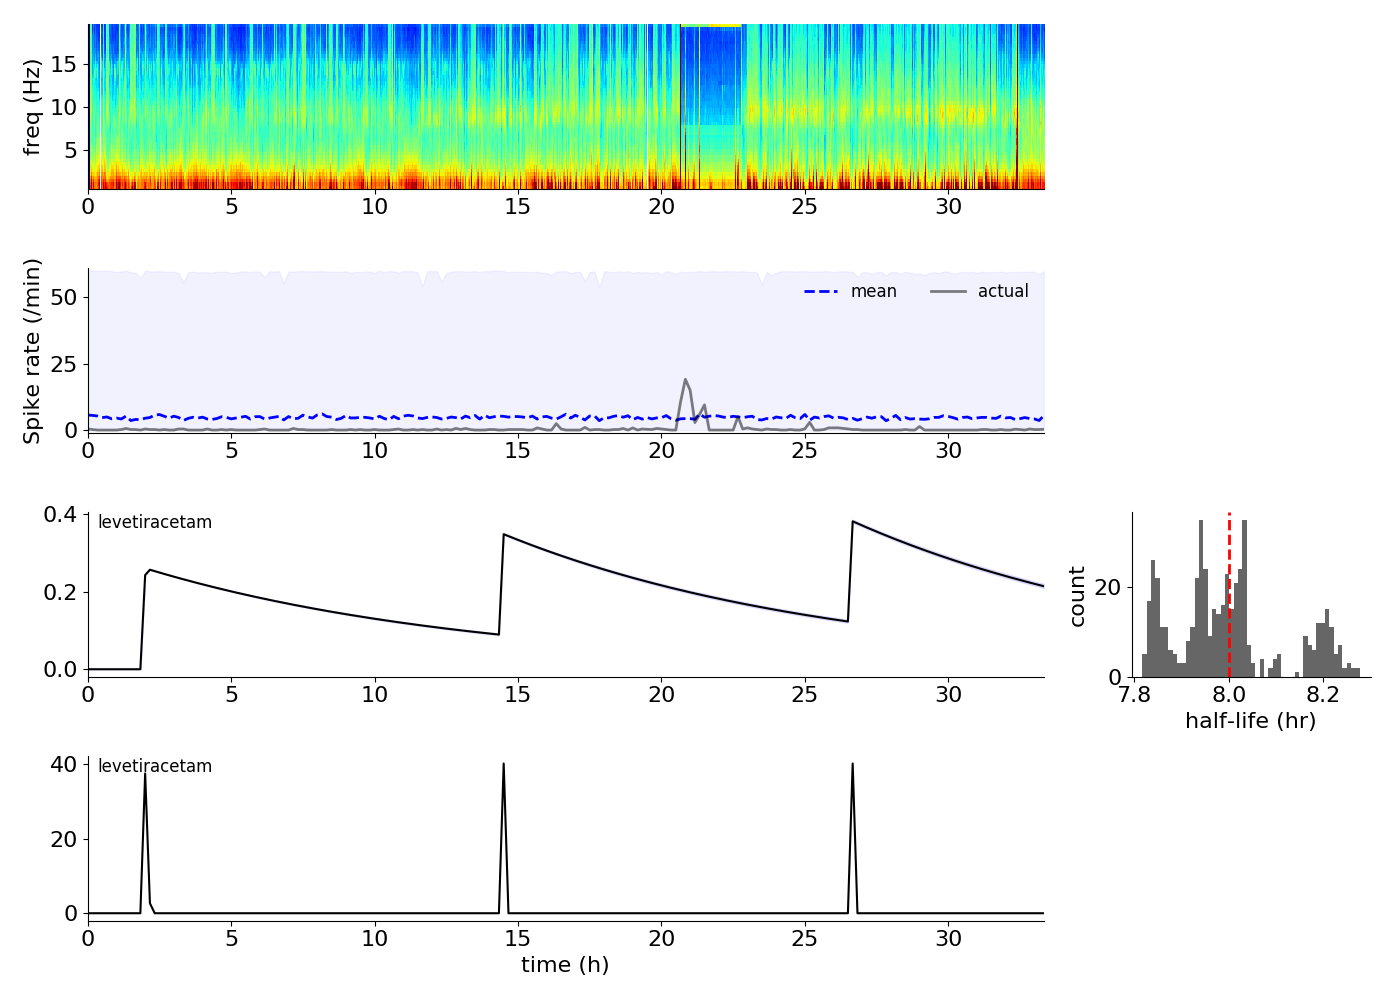 freq (Hz)
15
10
5
0 5 10 15 20 25 30
Spike rate (/min)
50
25
0
mean actual
0 5 10 15 20 25 30
levetiracetam
0.4
0.2
0.0
0 5 10 15 20 25 30
count
20
0
7.8 8.0 8.2
half-life (hr)
levetiracetam
40
20
0
0 5 10 15 20 25 30
time (h)